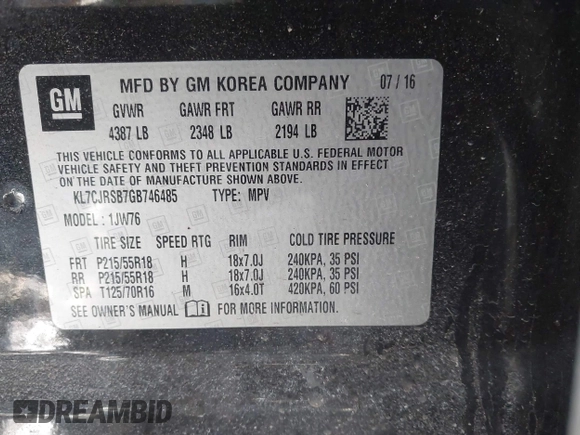 GM
MFD BY GM KOREA COMPANY 07 / 16
GVWR GAWR FRT GAWR RR
4387 LB 2348 LB 2194 LB
THIS VEHICLE CONFORMS TO ALL APPLICABLE U.S. FEDERAL MOTOR
VEHICLE SAFETY AND THEFT PREVENTION STANDARDS IN EFFECT ON
THE DATE OF MANUFACTURE SHOWN ABOVE.
KL7CJRSB7GB746485 TYPE: MPV
MODEL : 1JW76
TIRE SIZE SPEED RTG RIM COLD TIRE PRESSURE
FRT P215/55R18 H 18x7.0J 240KPA, 35 PSI
RR P215/55R18 H 18x7.0J 240KPA, 35 PSI
SPA T125/70R16 M 16x4.0T 420KPA, 60 PSI
SEE OWNER'S MANUAL FOR MORE INFORMATION.
DREAMBID